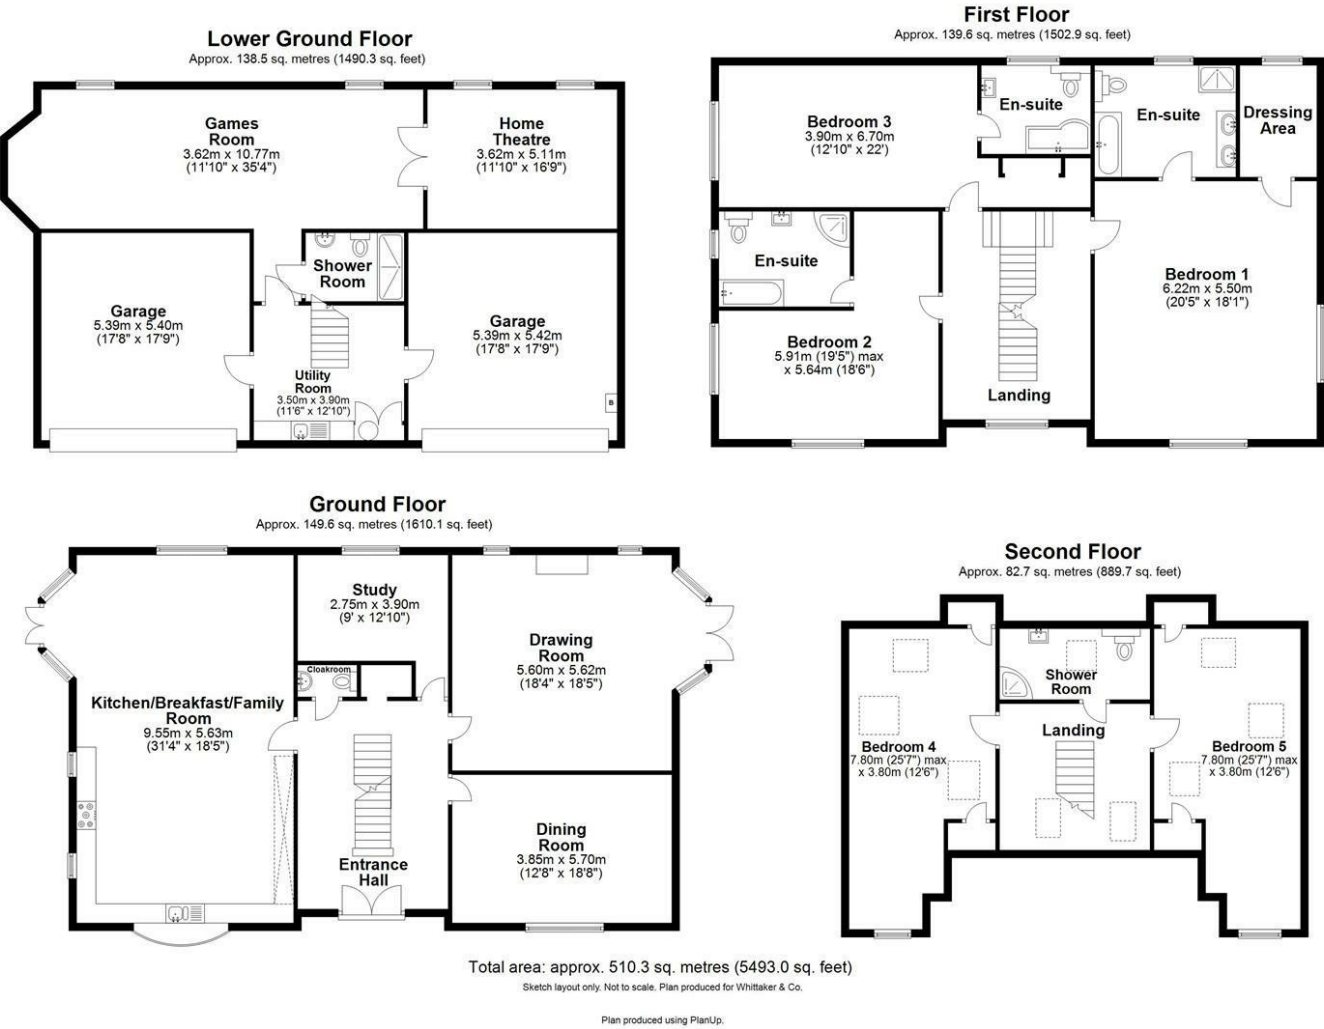 Lower Ground Floor
Approx. 138.5 sq. metres (1490.3 sq. feet)
Games
Room
3.62m x 10.77m
(11'10" x 35'4")
Home
Theatre
3.62m x 5.11m
(11'10" x 16'9")
Shower
Room
Garage
5.39m x 5.40m
(17'8" x 17'9")
Garage
5.39m x 5.42m
(17'8" x 17'9")
Utility
Room
3.50m x 3.90m
(11'6" x 12'10")
B
First Floor
Approx. 139.6 sq. metres (1502.9 sq. feet)
Bedroom 3
3.90m x 6.70m
(12'10" x 22')
En-suite
En-suite
Dressing
Area
En-suite
Bedroom 1
6.22m x 5.50m
(20'5" x 18'1")
Bedroom 2
5.91m (19'5") max
x 5.64m (18'6")
Landing
Ground Floor
Approx. 149.6 sq. metres (1610.1 sq. feet)
Study
2.75m x 3.90m
(9' x 12'10")
Drawing
Room
5.60m x 5.62m
(18'4" x 18'5")
Cloakroom
Kitchen/Breakfast/Family
Room
9.55m x 5.63m
(31'4" x 18'5")
Dining
Room
3.85m x 5.70m
(12'8" x 18'8")
Entrance
Hall
Second Floor
Approx. 82.7 sq. metres (889.7 sq. feet)
Shower
Room
Landing
Bedroom 4
7.80m (25'7") max
x 3.80m (12'6")
Bedroom 5
7.80m (25'7") max
x 3.80m (12'6")
Total area: approx. 510.3 sq. metres (5493.0 sq. feet)
Sketch layout only. Not to scale. Plan produced for Whittaker & Co.
Plan produced using PlanUp.